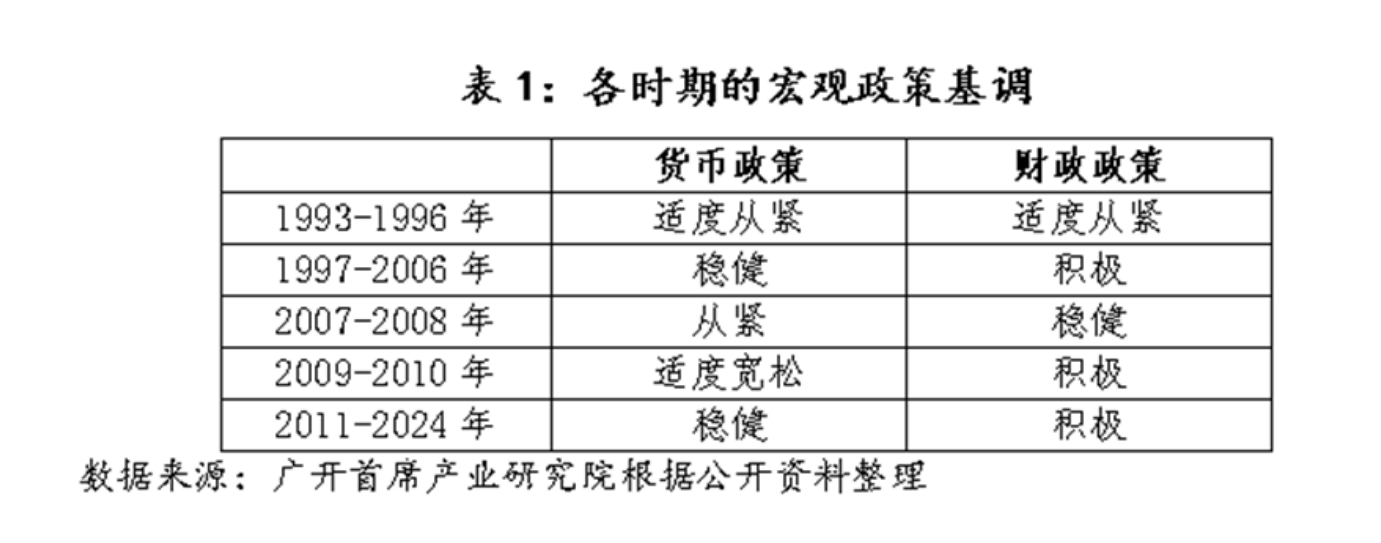 表 1：各时期的宏观政策基调
货币政策 财政政策
1993-1996 年 适度从紧 适度从紧
1997-2006 年 稳健 积极
2007-2008 年 从紧 稳健
2009-2010 年 适度宽松 积极
2011-2024 年 稳健 积极
数据来源：广开首席产业研究院根据公开资料整理